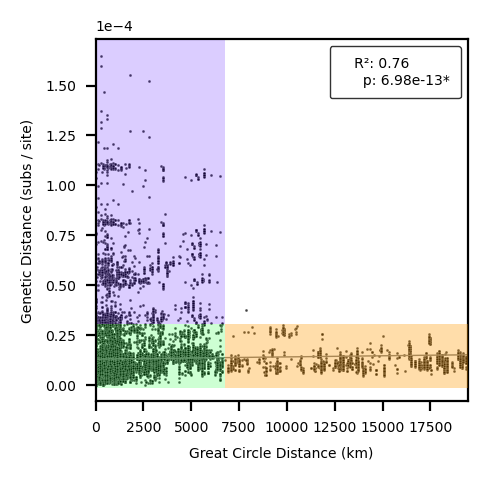 1e−4
R²: 0.76
p: 6.98e-13*
1.50
1.25
1.00
0.75
0.50
0.25
0.00
Genetic Distance (subs / site)
0 2500 5000 7500 10000 12500 15000 17500
Great Circle Distance (km)